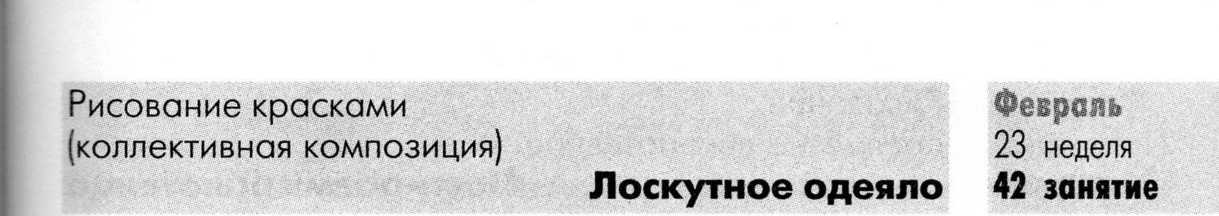 Рисование красками
(коллективная композиция)
Лоскутное одеяло
Февраль
23 неделя
42 занятие